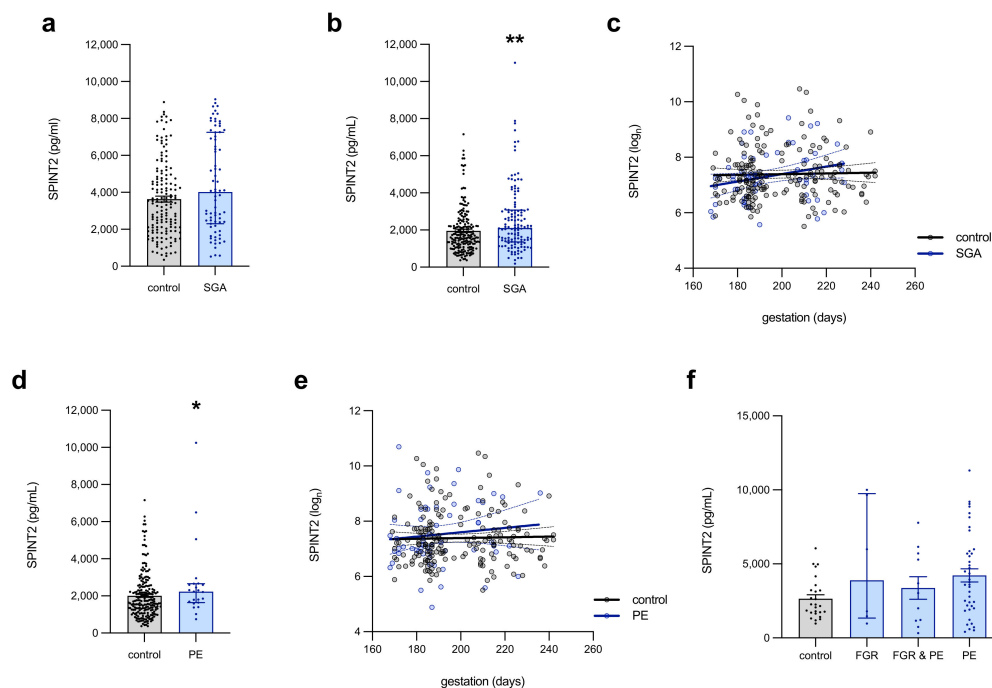 a
12,000
10,000
8,000
6,000
4,000
2,000
0
SPINT2 (pg/ml)
control
SGA
b
**
12,000
10,000
8,000
6,000
4,000
2,000
0
SPINT2 (pg/mL)
control
SGA
c
12
10
8
6
4
SPINT2 (logn)
160
180
200
220
240
260
gestation (days)
control
SGA
d
*
12,000
10,000
8,000
6,000
4,000
2,000
0
SPINT2 (pg/mL)
control
PE
e
12
10
8
6
4
SPINT2 (logn)
160
180
200
220
240
260
gestation (days)
control
PE
f
15,000
10,000
5,000
0
SPINT2 (pg/mL)
control
FGR
FGR & PE
PE